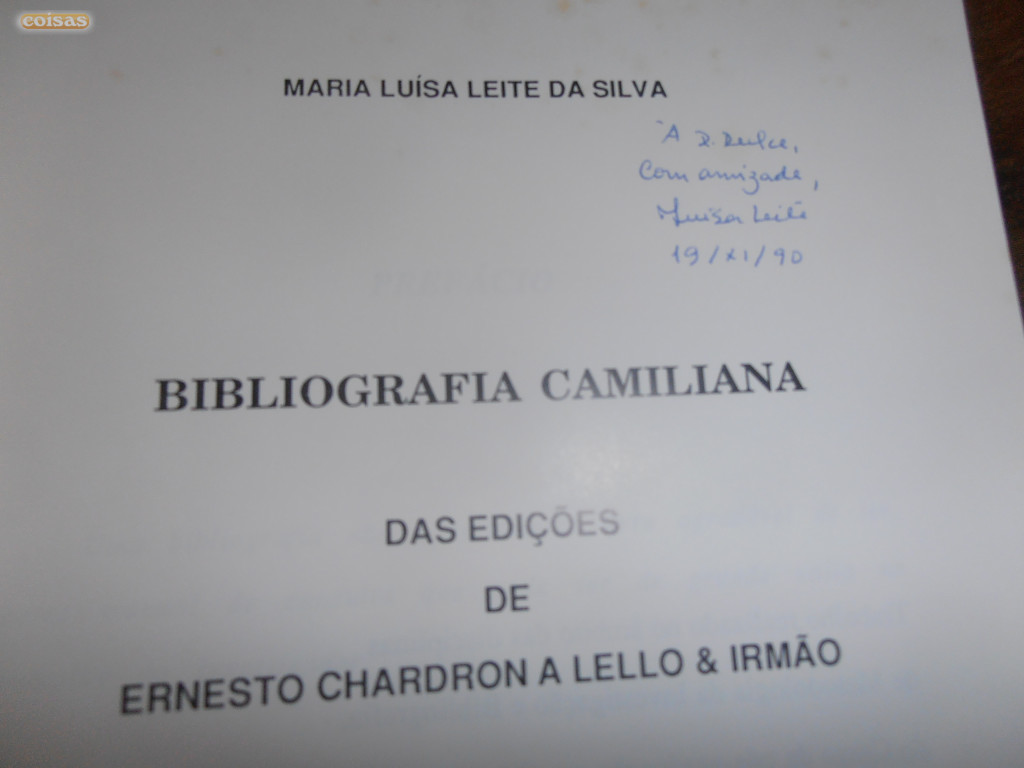 coisas
MARIA LUÍSA LEITE DA SILVA
"A D. Dulce,
Com amizade,
Luísa Leite
19/XI/90
BIBLIOGRAFIA CAMILIANA
DAS EDIÇÕES
DE
ERNESTO CHARDRON A LELLO & IRMÃO